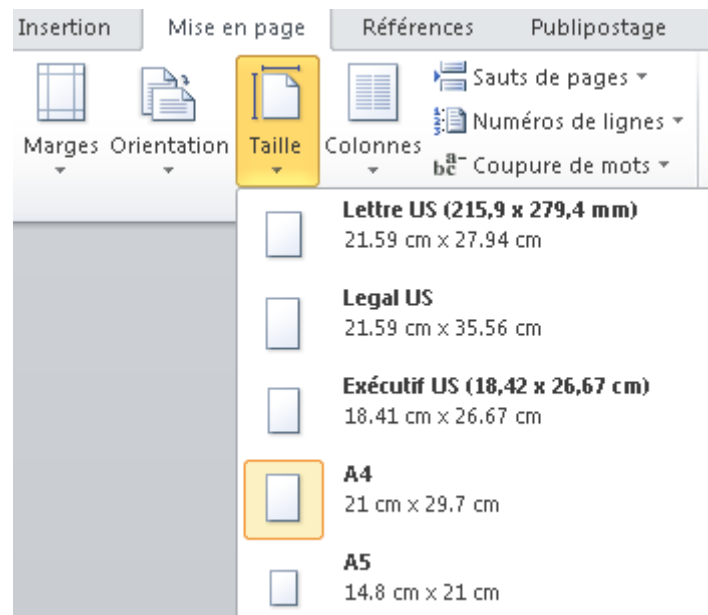 Insertion Mise en page Références Publipostage
Marges Orientation Taille Colonnes
Sauts de pages
Numéros de lignes
Coupure de mots
Lettre US (215,9 x 279,4 mm)
21.59 cm x 27.94 cm
Legal US
21.59 cm x 35.56 cm
Exécutif US (18,42 x 26,67 cm)
18.41 cm x 26.67 cm
A4
21 cm x 29.7 cm
A5
14.8 cm x 21 cm